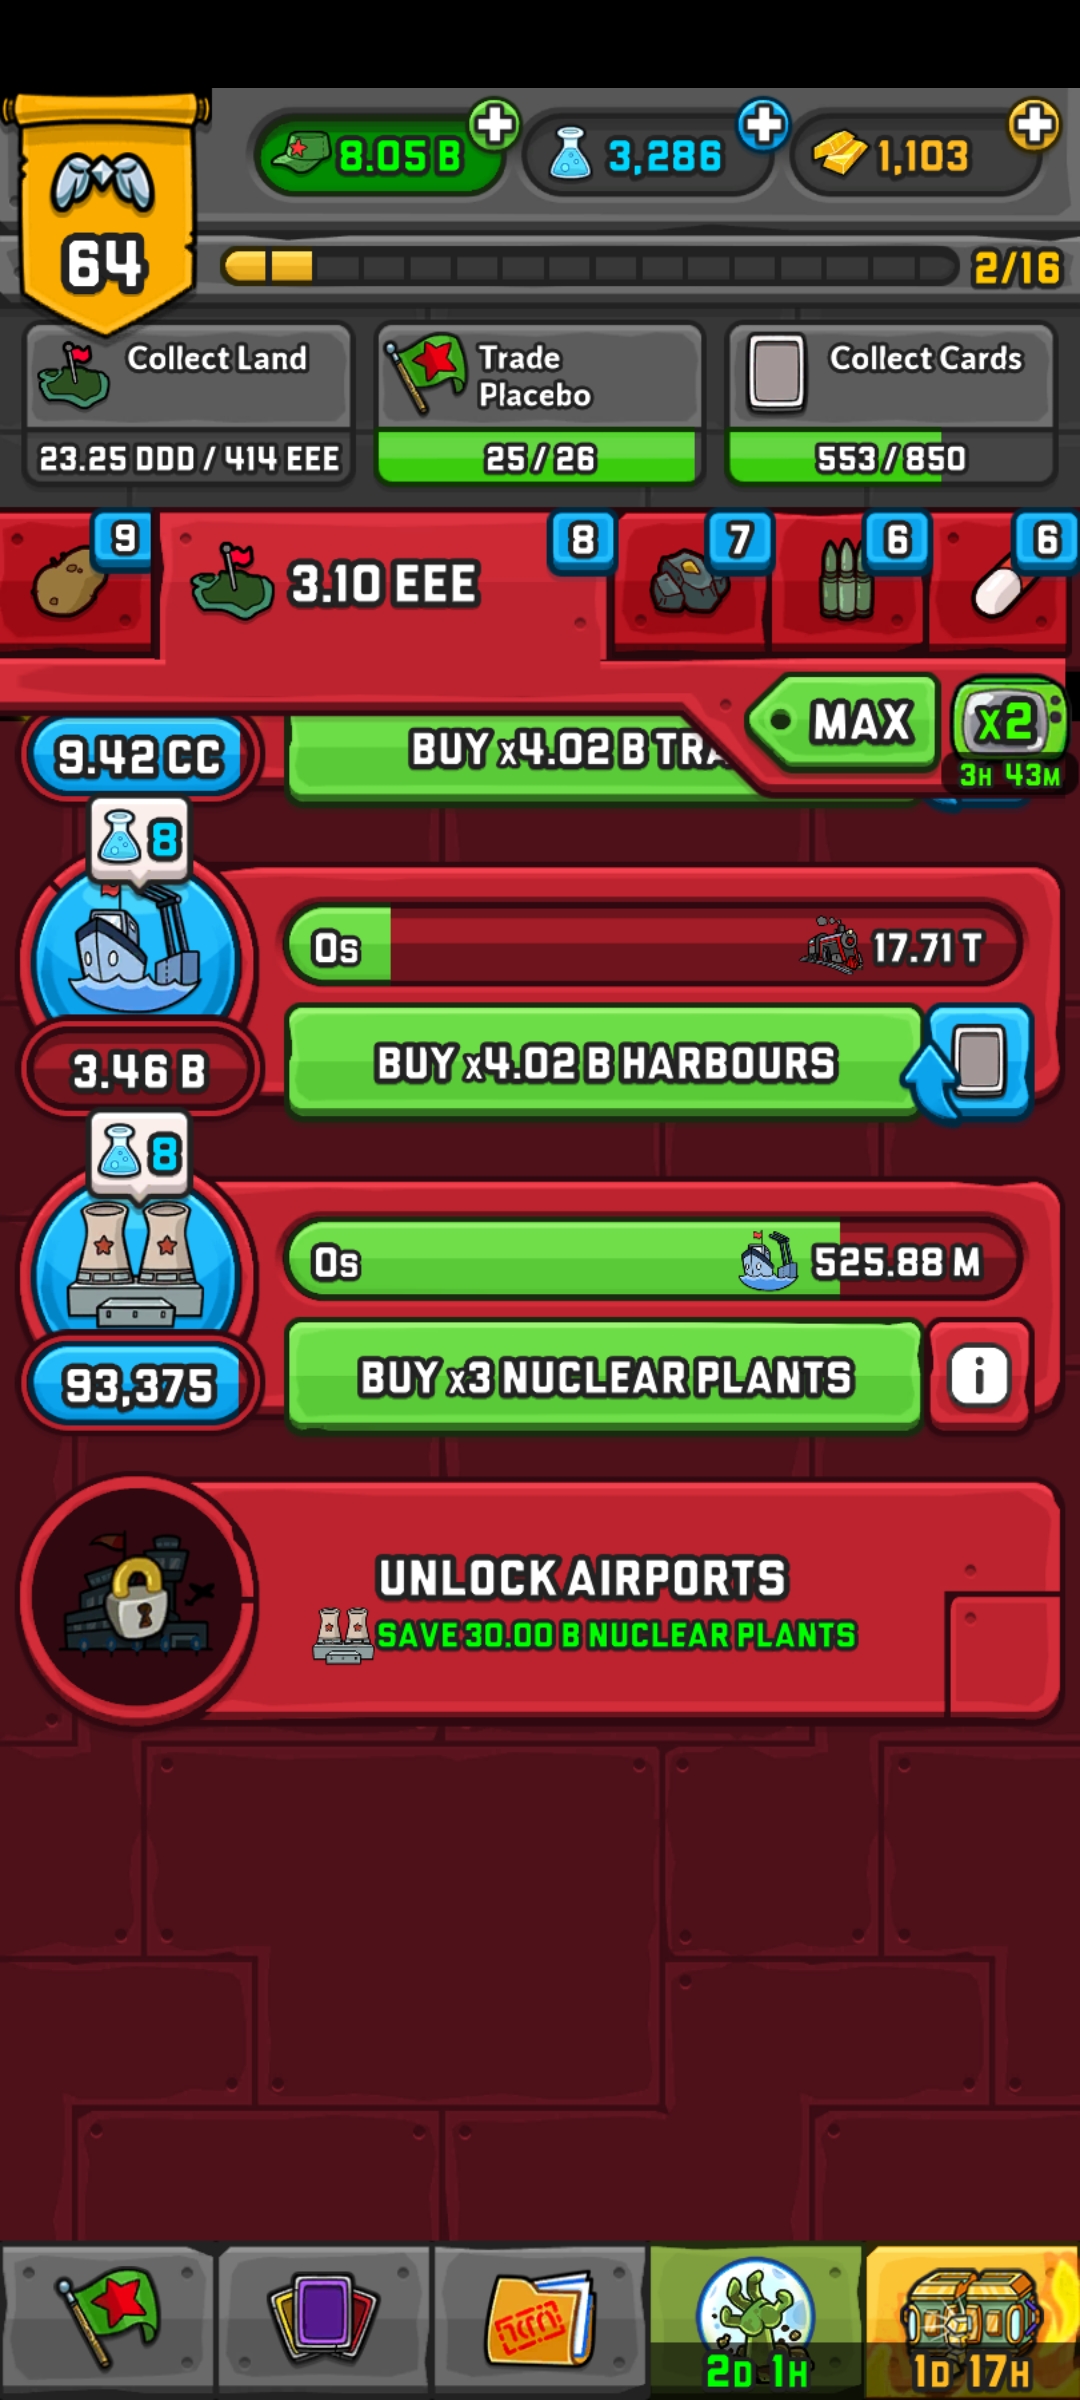 64
8.05 B
3,286
1,103
2/16
Collect Land
23.25 DDD / 414 EEE
Trade
Placebo
25/26
Collect Cards
553/850
9
3.10 EEE
8
7
6
6
MAX
x2
3H 43M
9.42 CC
BUY x4.02 B
8
0s
17.71 T
3.46 B
BUY x4.02 B HARBOURS
8
0s
525.88 M
93,375
BUY x3 NUCLEAR PLANTS
i
UNLOCK AIRPORTS
SAVE 30.00 B NUCLEAR PLANTS
2D 1H
1D 17H